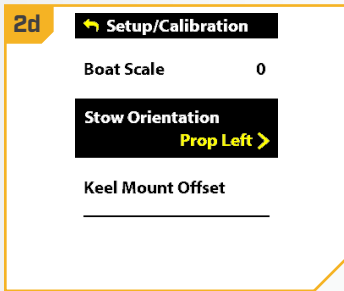 2d
Setup/Calibration
Boat Scale 0
Stow Orientation
Prop Left >
Keel Mount Offset